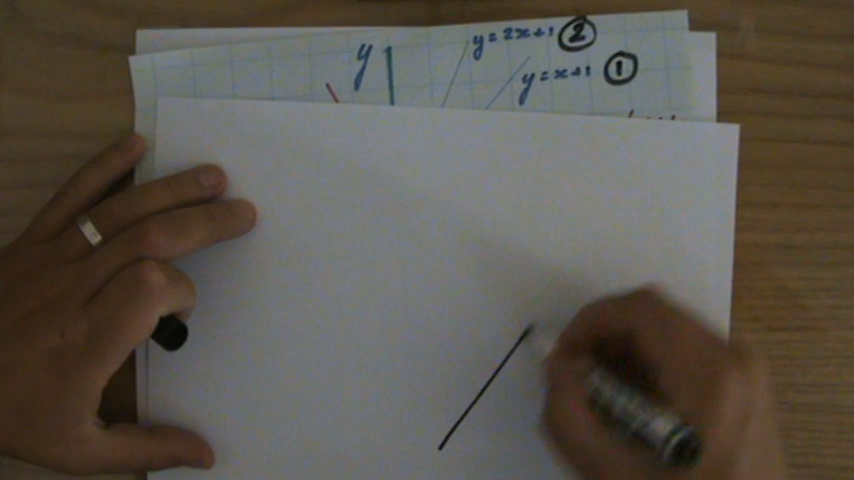 y
y = 2x + 1 ②
y = x + 1 ①